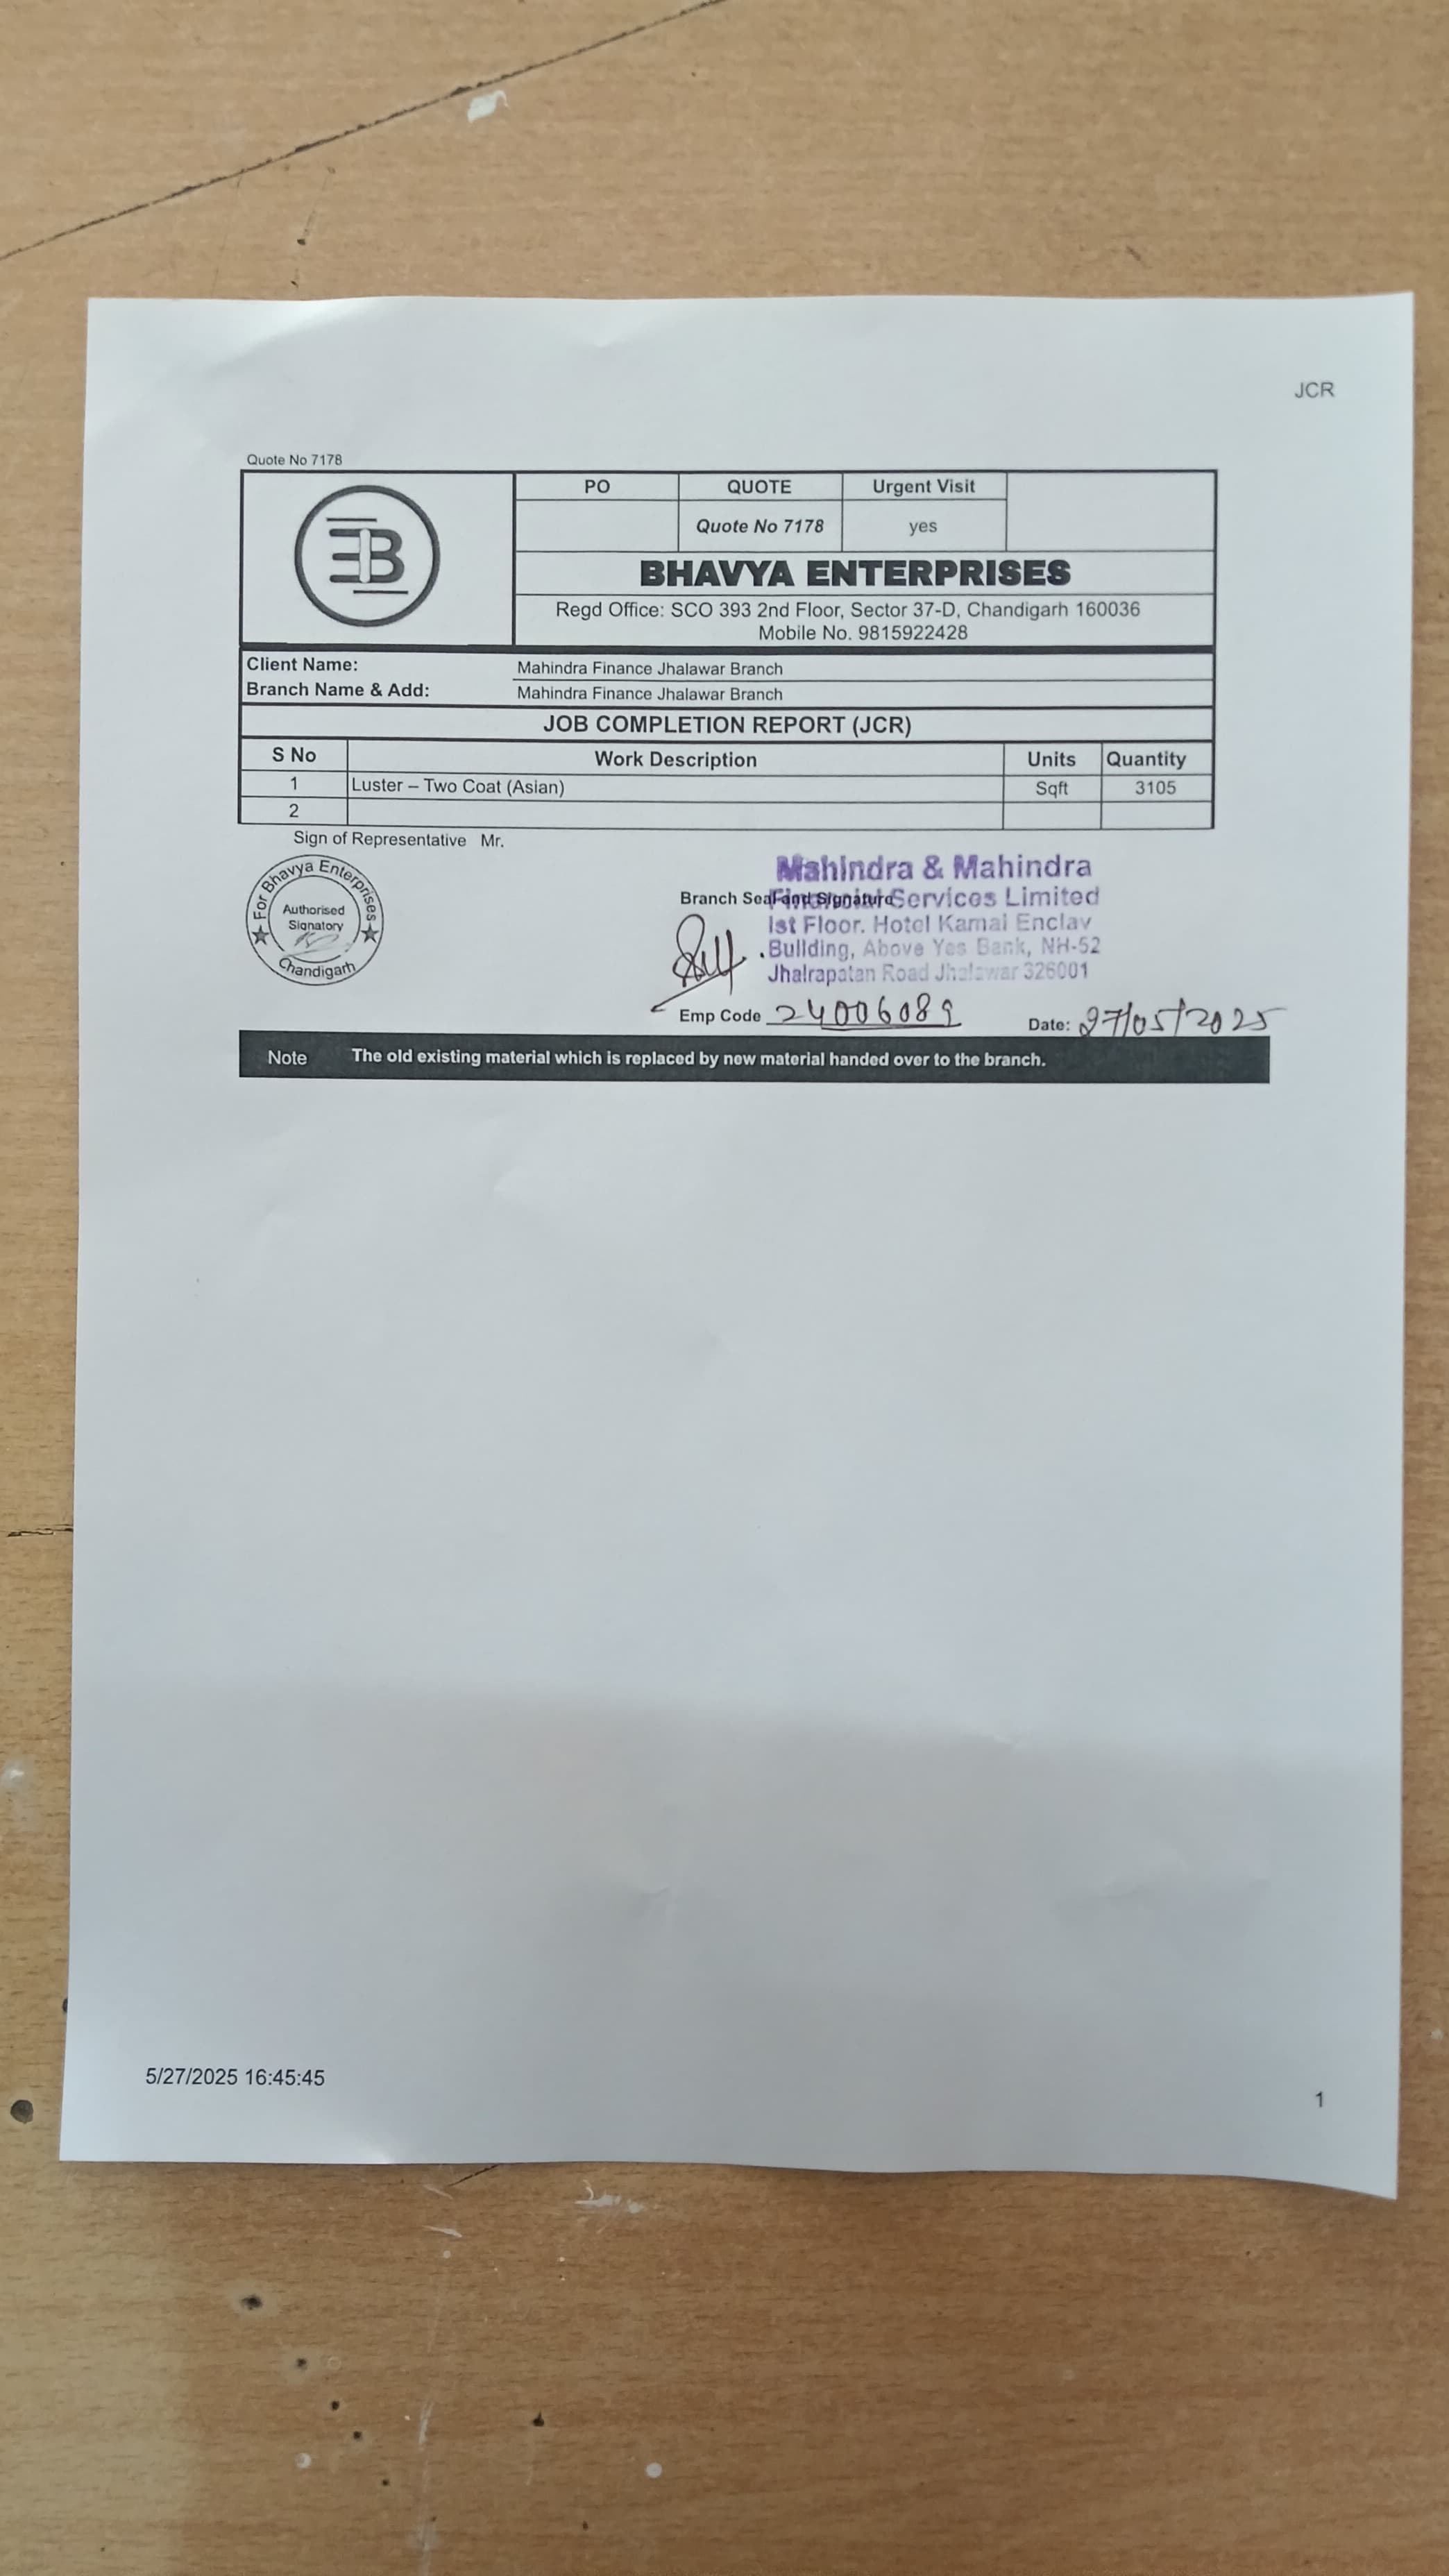 JCR
Quote No 7178
PO QUOTE Urgent Visit
Quote No 7178 yes
BHAVYA ENTERPRISES
Regd Office: SCO 393 2nd Floor, Sector 37-D, Chandigarh 160036
Mobile No. 9815922428
Client Name: Mahindra Finance Jhalawar Branch
Branch Name & Add: Mahindra Finance Jhalawar Branch
JOB COMPLETION REPORT (JCR)
S No Work Description Units Quantity
1 Luster – Two Coat (Asian) Sqft 3105
2
Sign of Representative Mr.
For Bhavya Enterprises
Authorised
Signatory
Chandigarh
Branch Seal and Signature
Mahindra & Mahindra
Financial Services Limited
Ist Floor. Hotel Kamal Enclav
Building, Above Yes Bank, NH-52
Jhalrapatan Road Jhalawar 326001
Emp Code 24006089 Date: 27/05/2025
Note The old existing material which is replaced by new material handed over to the branch.
5/27/2025 16:45:45
1